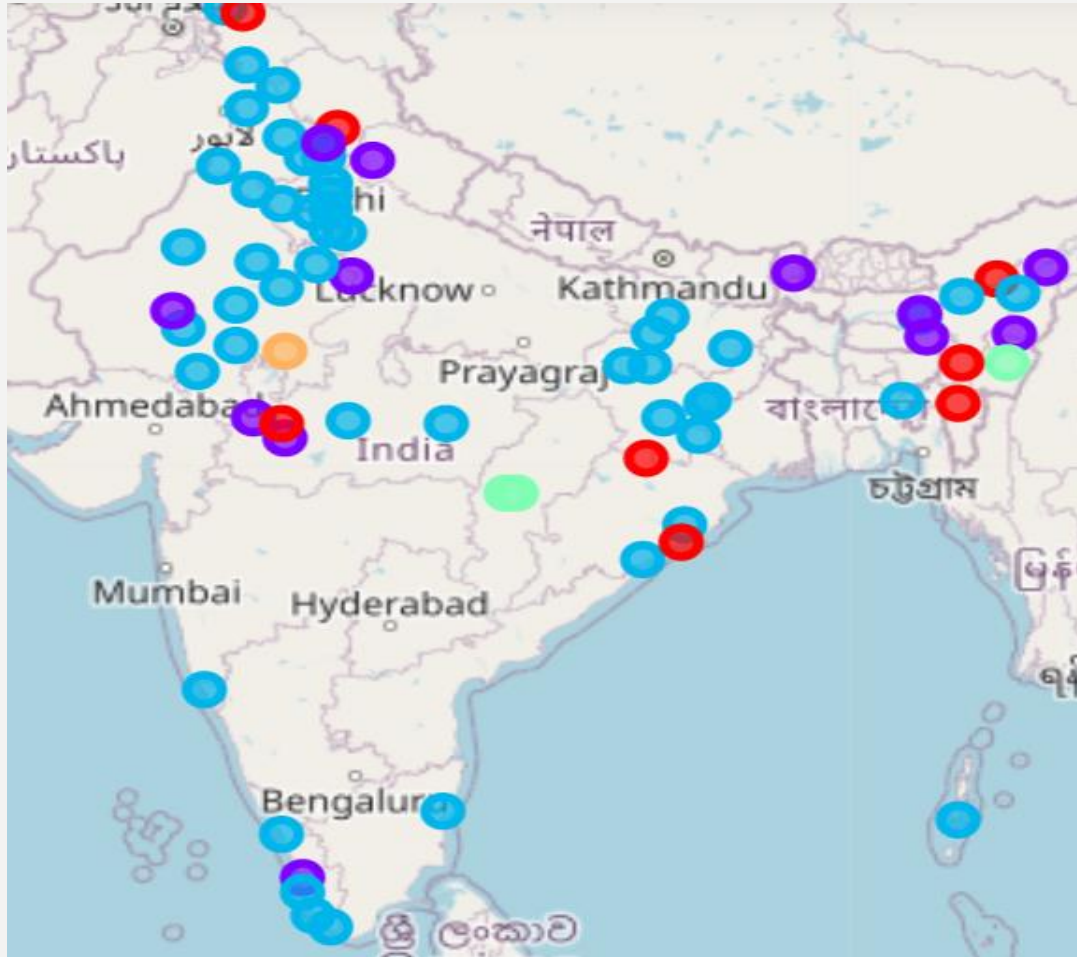 لاہور
پاکستان
Delhi
नेपाल
Lucknow
Kathmandu
Prayagraj
Ahmedabad
বাংলাদেশ
India
চট্টগ্রাম
Mumbai
Hyderabad
Bengaluru
ශ්‍රී ලංකාව